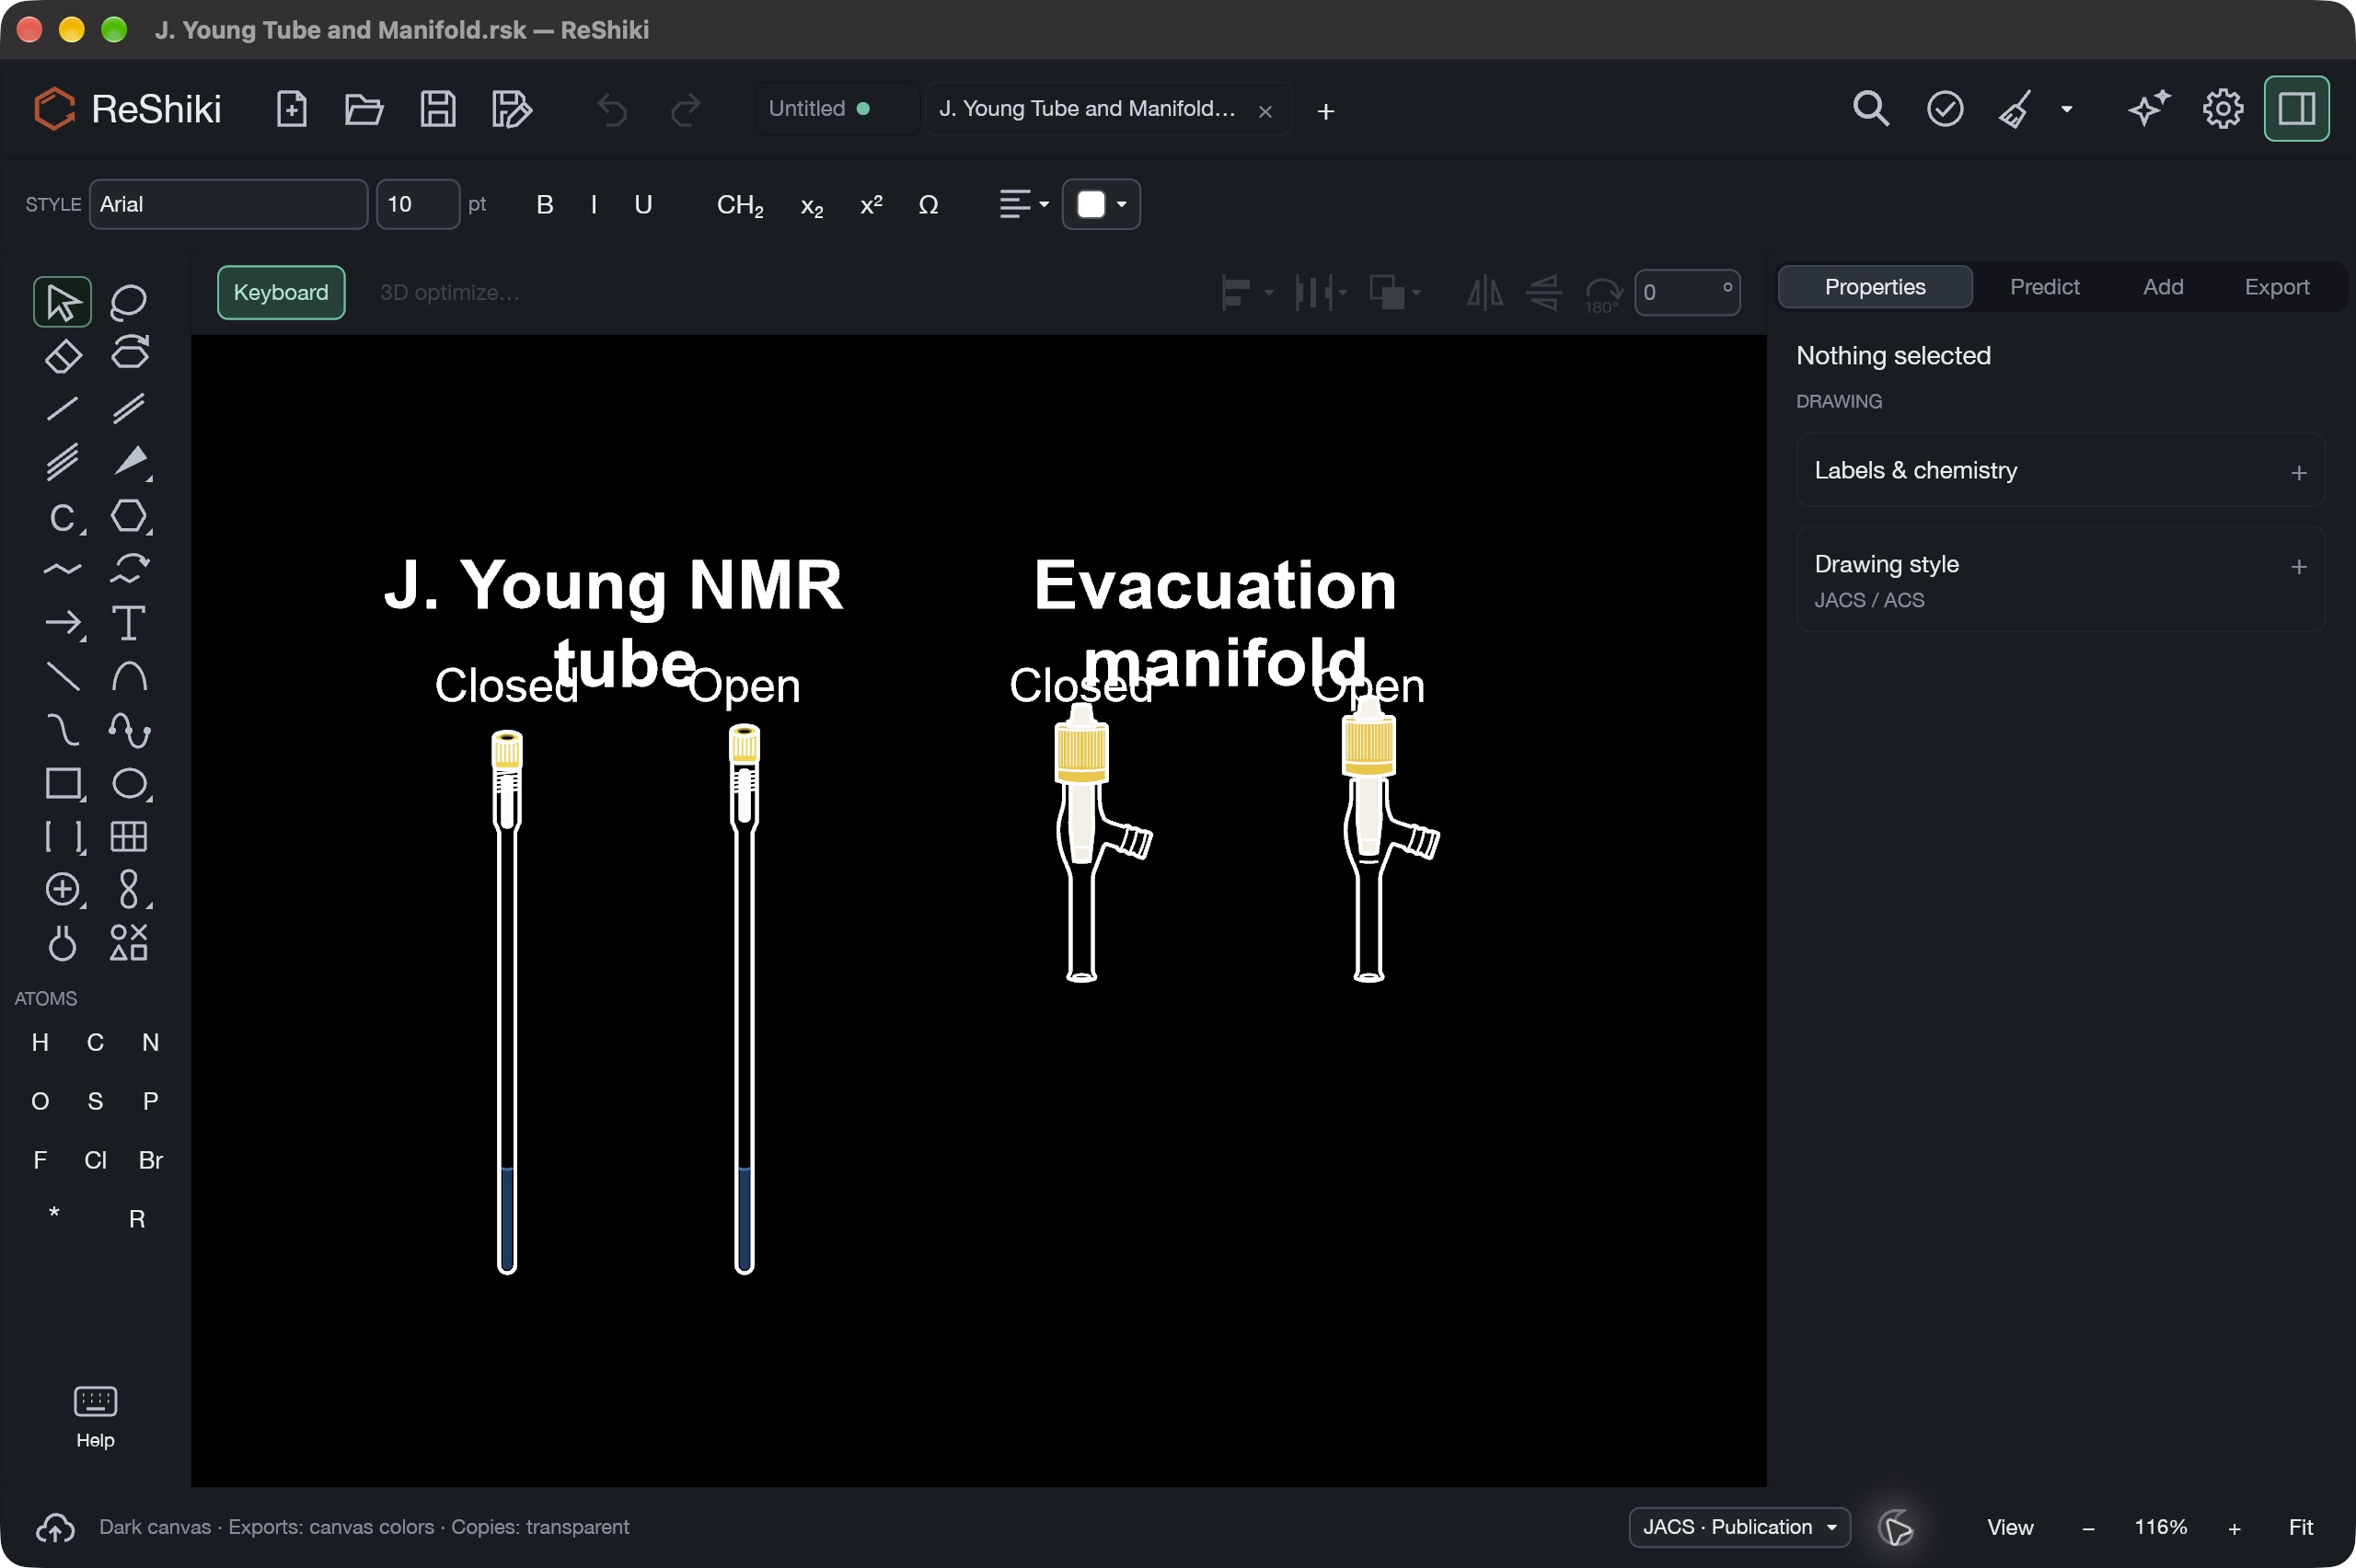 J. Young Tube and Manifold.rsk — ReShiki
ReShiki
Untitled
J. Young Tube and Manifold...
STYLE
Arial
10
pt
B
I
U
CH₂
x₂
x²
Ω
Keyboard
3D optimize...
180°
0
°
Properties
Predict
Add
Export
Nothing selected
DRAWING
Labels & chemistry
Drawing style
JACS / ACS
C
T
J. Young NMR
tube
Closed
Open
Evacuation
manifold
Closed
Open
ATOMS
H C N
O S P
F Cl Br
* R
Help
Dark canvas · Exports: canvas colors · Copies: transparent
JACS · Publication
View
−
116%
+
Fit